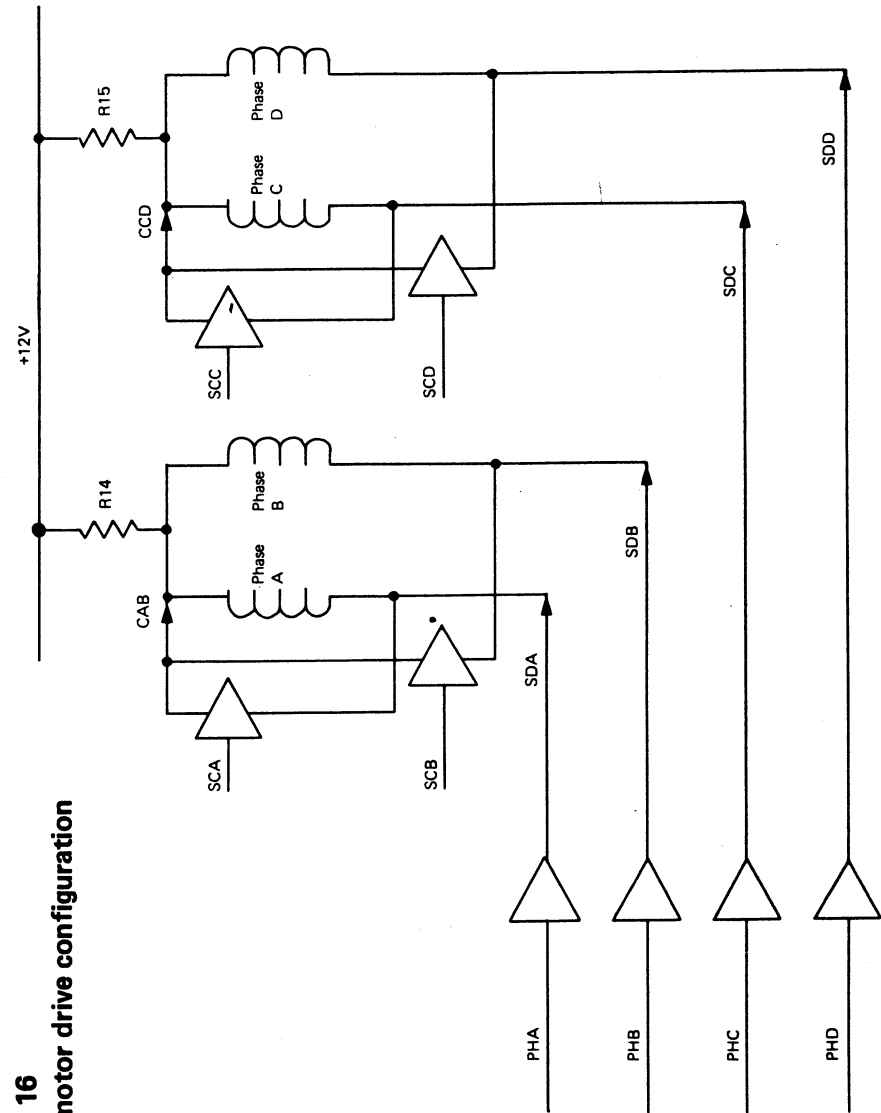 16
motor drive configuration
+12V
R14
R15
CAB
CCD
Phase
A
Phase
B
Phase
C
Phase
D
SCA
SCB
SCC
SCD
SDA
SDB
SDC
SDD
PHA
PHB
PHC
PHD